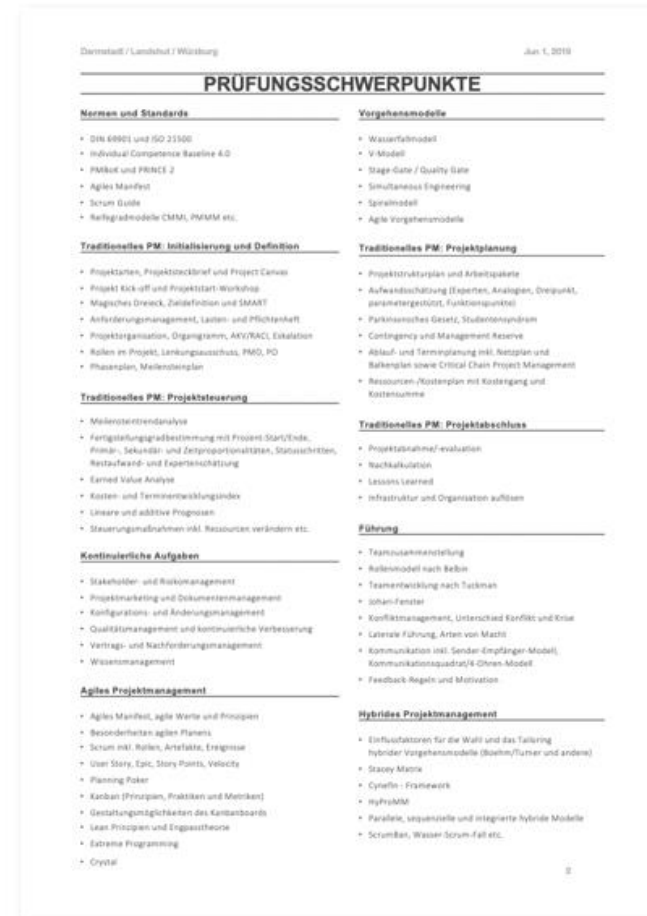 Darmstadt / Landshut / Würzburg
Jun 1, 2019
PRÜFUNGSSCHWERPUNKTE
Normen und Standards
• DIN 69901 und ISO 21500
• Individual Competence Baseline 4.0
• PMBoK und PRINCE 2
• Agiles Manifest
• Scrum Guide
• Reifegradmodelle CMMI, PMMM etc.
Traditionelles PM: Initialisierung und Definition
• Projektarten, Projektsteckbrief und Project Canvas
• Projekt Kick-off und Projektstart-Workshop
• Magisches Dreieck, Zieldefinition und SMART
• Anforderungsmanagement, Lasten- und Pflichtenheft
• Projektorganisation, Organigramm, AKV/RACI, Eskalation
• Rollen im Projekt, Lenkungsausschuss, PMO, PO
• Phasenplan, Meilensteinplan
Traditionelles PM: Projektsteuerung
• Meilensteintrendanalyse
• Fertigstellungsgradbestimmung mit Prozent-Start/Ende,
Primär-, Sekundär- und Zeitproportionalitäten, Statusschritten,
Restaufwand- und Expertenschätzung
• Earned Value Analyse
• Kosten- und Terminentwicklungsindex
• Lineare und additive Prognosen
• Steuerungsmaßnahmen inkl. Ressourcen verändern etc.
Kontinuierliche Aufgaben
• Stakeholder- und Risikomanagement
• Projektmarketing und Dokumentenmanagement
• Konfigurations- und Änderungsmanagement
• Qualitätsmanagement und kontinuierliche Verbesserung
• Vertrags- und Nachforderungsmanagement
• Wissensmanagement
Agiles Projektmanagement
• Agiles Manifest, agile Werte und Prinzipien
• Besonderheiten agilen Planens
• Scrum inkl. Rollen, Artefakte, Ereignisse
• User Story, Epic, Story Points, Velocity
• Planning Poker
• Kanban (Prinzipien, Praktiken und Metriken)
• Gestaltungsmöglichkeiten des Kanbanboards
• Lean Prinzipien und Engpasstheorie
• Extreme Programming
• Crystal
Vorgehensmodelle
• Wasserfallmodell
• V-Modell
• Stage-Gate / Quality Gate
• Simultaneous Engineering
• Spiralmodell
• Agile Vorgehensmodelle
Traditionelles PM: Projektplanung
• Projektstrukturplan und Arbeitspakete
• Aufwandsschätzung (Experten, Analogien, Dreipunkt,
parametergestützt, Funktionspunkte)
• Parkinsonsches Gesetz, Studentensyndrom
• Contingency und Management Reserve
• Ablauf- und Terminplanung inkl. Netzplan und
Balkenplan sowie Critical Chain Project Management
• Ressourcen-/Kostenplan mit Kostengang und
Kostensumme
Traditionelles PM: Projektabschluss
• Projektabnahme/-evaluation
• Nachkalkulation
• Lessons Learned
• Infrastruktur und Organisation auflösen
Führung
• Teamzusammenstellung
• Rollenmodell nach Belbin
• Teamentwicklung nach Tuckman
• Johari-Fenster
• Konfliktmanagement, Unterschied Konflikt und Krise
• Laterale Führung, Arten von Macht
• Kommunikation inkl. Sender-Empfänger-Modell,
Kommunikationsquadrat/4-Ohren-Modell
• Feedback-Regeln und Motivation
Hybrides Projektmanagement
• Einflussfaktoren für die Wahl und das Tailoring
hybrider Vorgehensmodelle (Boehm/Turner und andere)
• Stacey Matrix
• Cynefin - Framework
• HyProMM
• Parallele, sequenzielle und integrierte hybride Modelle
• ScrumBan, Wasser-Scrum-Fall etc.